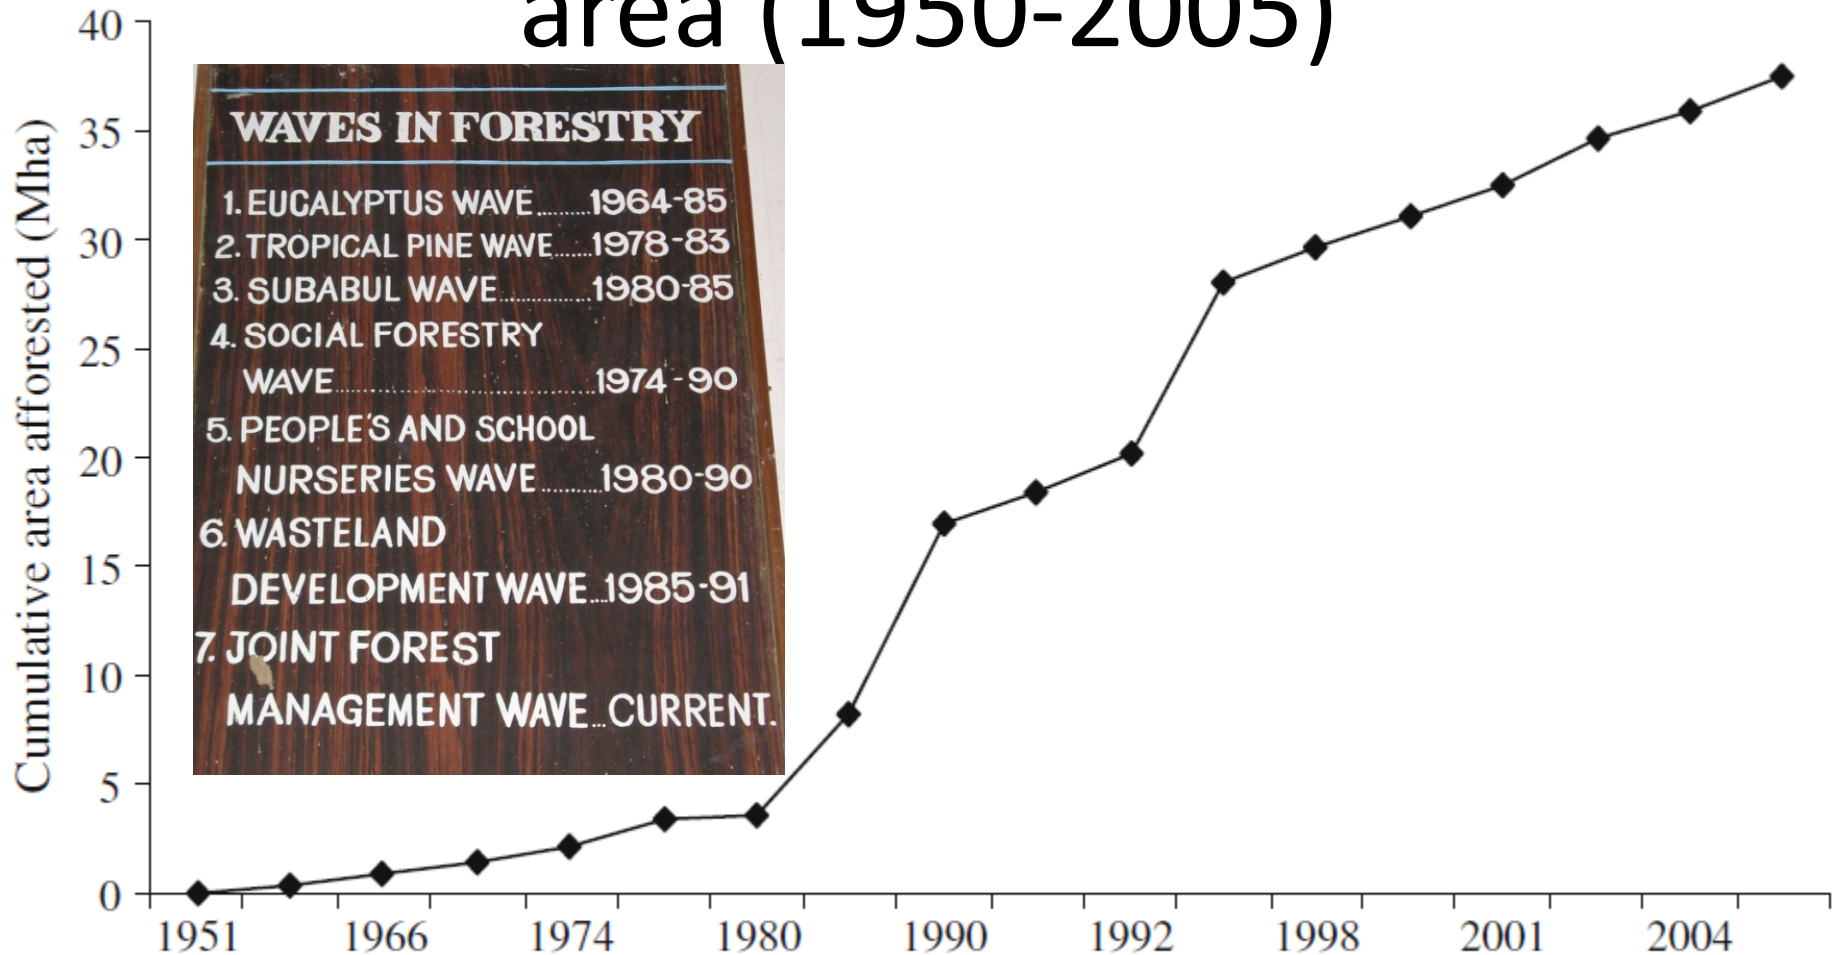 area (1950-2005)
Cumulative area afforested (Mha)
40
35
30
25
20
15
10
5
0
WAVES IN FORESTRY
1. EUCALYPTUS WAVE.........1964-85
2. TROPICAL PINE WAVE......1978-83
3. SUBABUL WAVE.............1980-85
4. SOCIAL FORESTRY
WAVE....................................1974-90
5. PEOPLE'S AND SCHOOL
NURSERIES WAVE..........1980-90
6. WASTELAND
DEVELOPMENT WAVE...1985-91
7. JOINT FOREST
MANAGEMENT WAVE...CURRENT.
1951 1966 1974 1980 1990 1992 1998 2001 2004